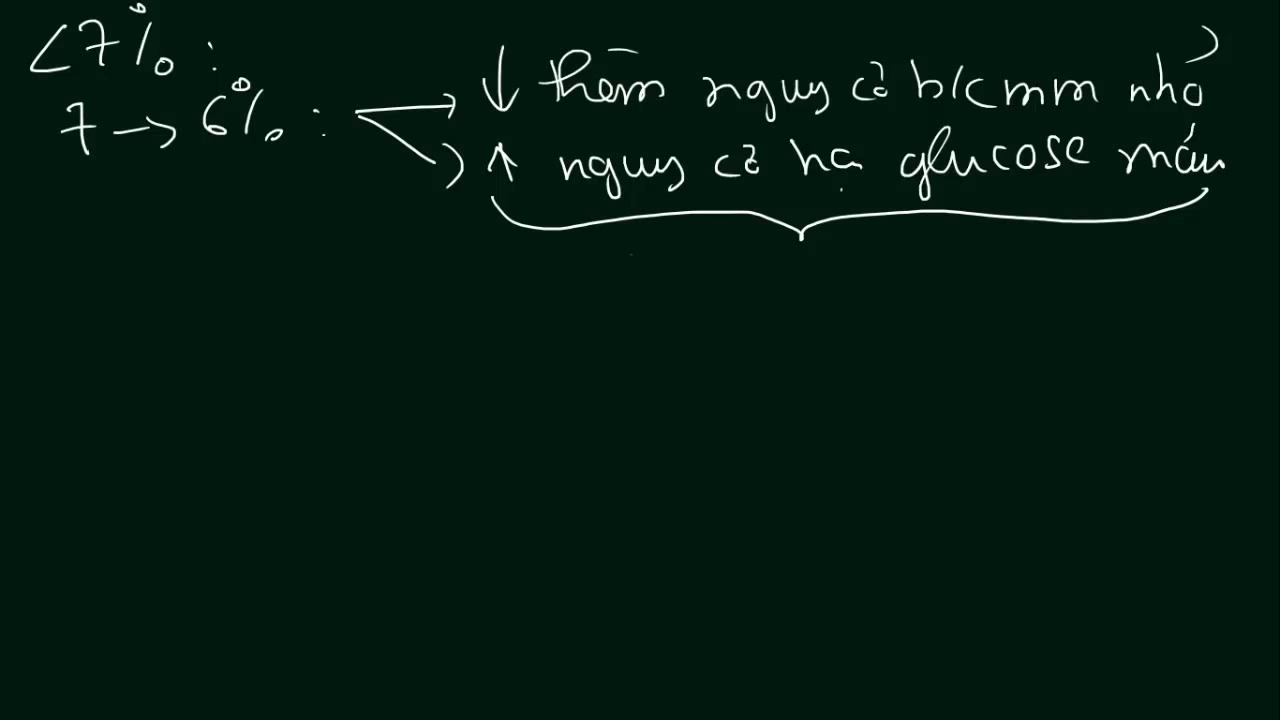 <7% :
7 → 6% : → ↓ thêm nguy cơ b/c mm nhỏ
→ ↑ nguy cơ hạ glucose máu